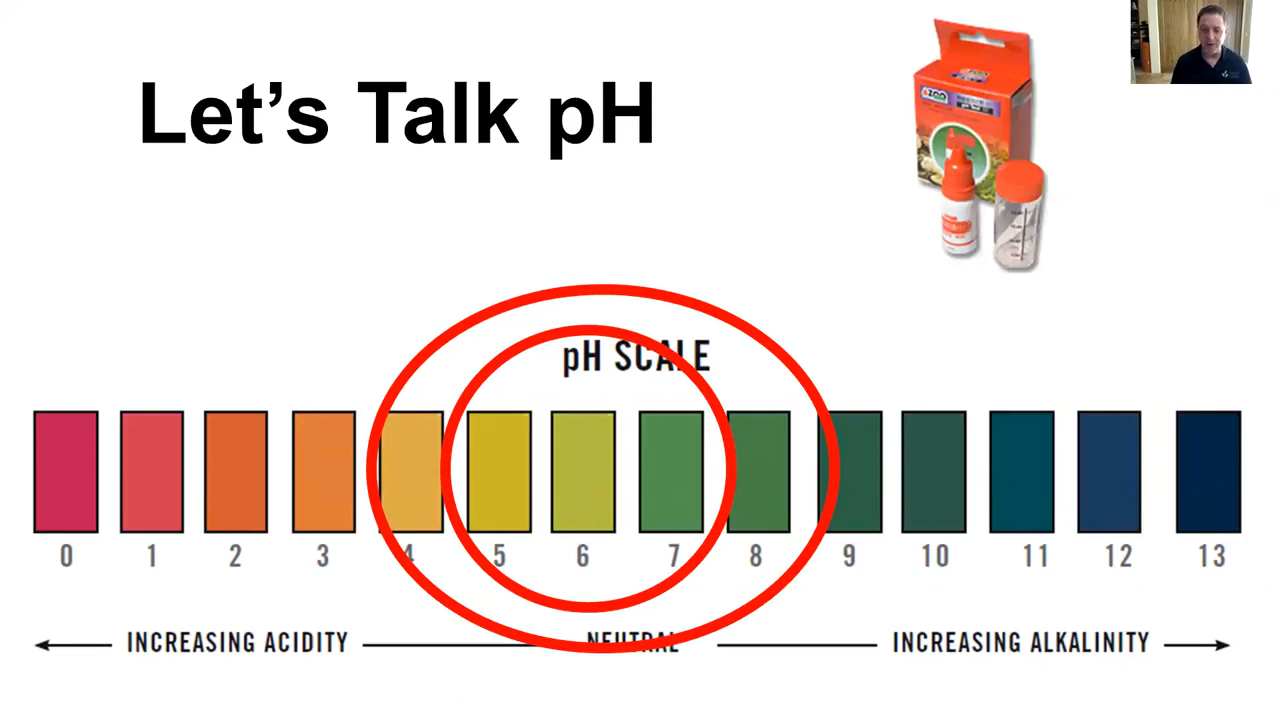 Let's Talk pH
AZOO
pH SCALE
0 1 2 3 4 5 6 7 8 9 10 11 12 13
INCREASING ACIDITY NEUTRAL INCREASING ALKALINITY